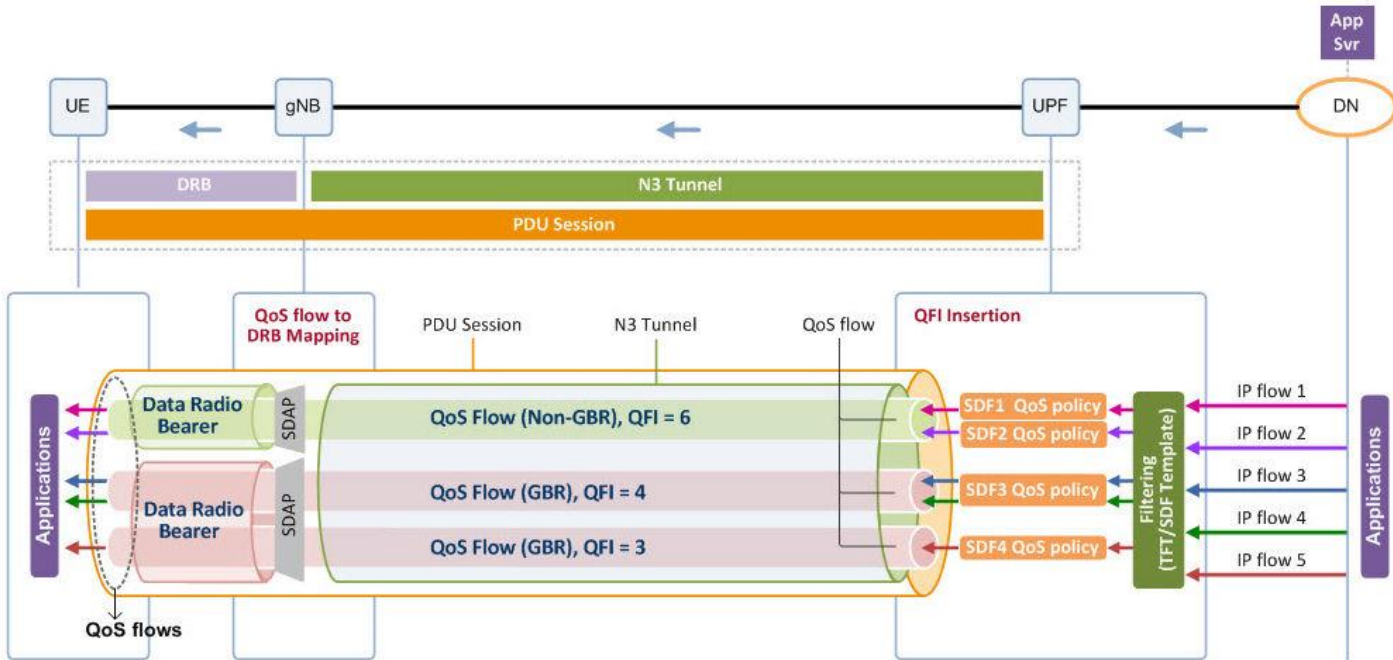 App
Svr
UE
gNB
UPF
DN
DRB
N3 Tunnel
PDU Session
QoS flow to
DRB Mapping
PDU Session
N3 Tunnel
QoS flow
QFI Insertion
Applications
Data Radio
Bearer
SDAP
QoS Flow (Non-GBR), QFI = 6
SDF1 QoS policy
SDF2 QoS policy
Data Radio
Bearer
SDAP
QoS Flow (GBR), QFI = 4
QoS Flow (GBR), QFI = 3
SDF3 QoS policy
SDF4 QoS policy
Filtering
(TFT/SDF Template)
IP flow 1
IP flow 2
IP flow 3
IP flow 4
IP flow 5
Applications
QoS flows